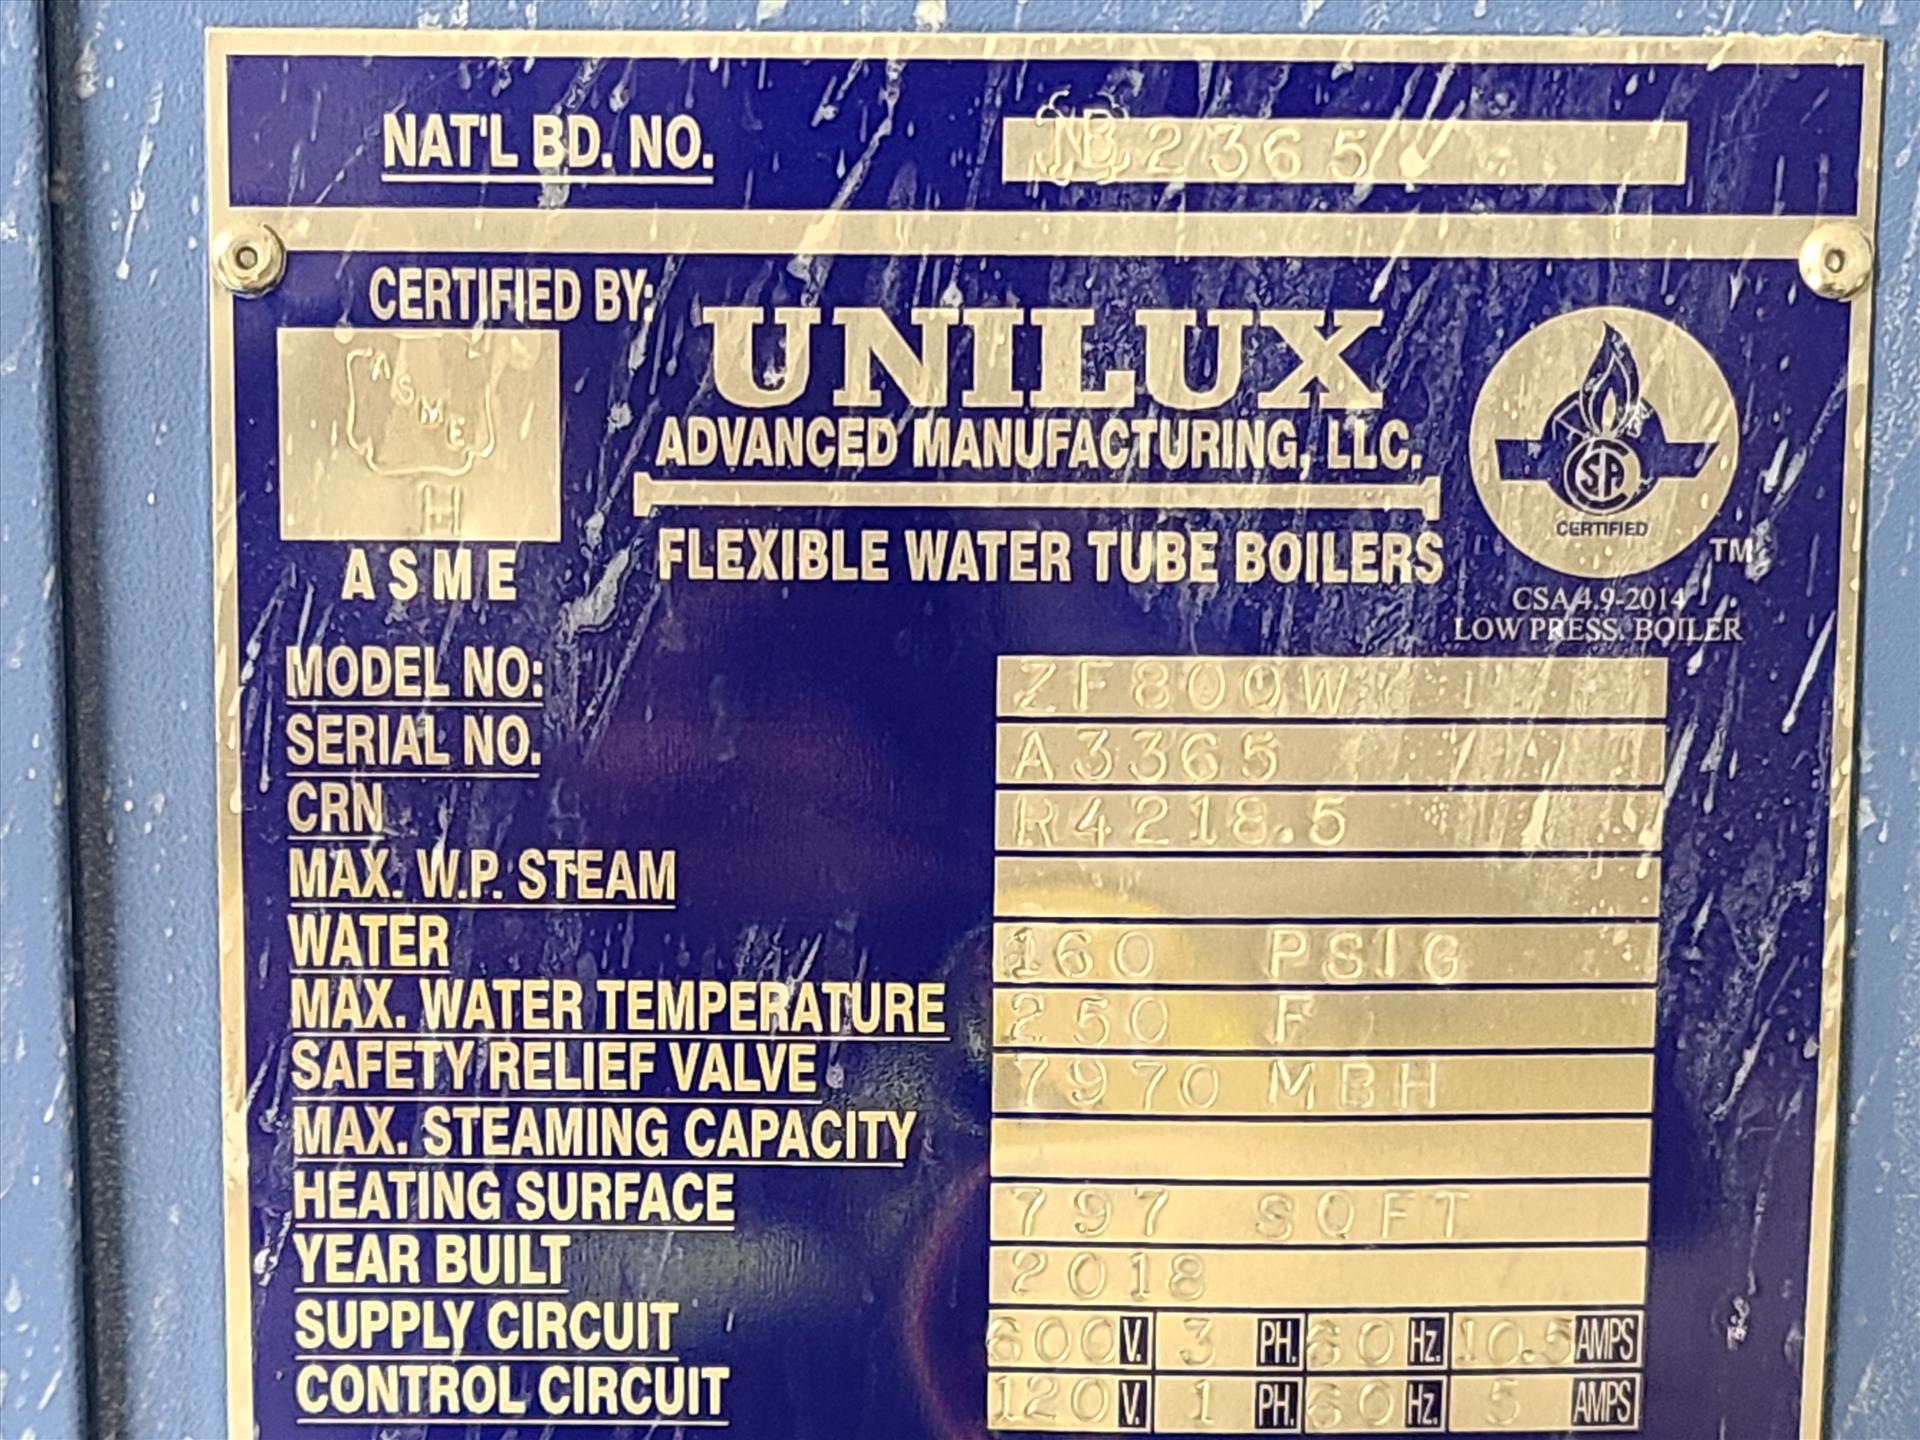 NAT'L BD. NO. NB 2365
CERTIFIED BY:
ASME
H
ASME
UNILUX
ADVANCED MANUFACTURING, LLC.
FLEXIBLE WATER TUBE BOILERS
CSA
CERTIFIED
TM
CSA 4.9-2014
LOW PRESS. BOILER
MODEL NO: ZF800W
SERIAL NO. A3365
CRN R4218.5
MAX. W.P. STEAM
WATER 160 PSIG
MAX. WATER TEMPERATURE 250 F
SAFETY RELIEF VALVE 7970 MBH
MAX. STEAMING CAPACITY
HEATING SURFACE 797 SQFT
YEAR BUILT 2018
SUPPLY CIRCUIT 600 V. 3 PH. 60 Hz. 10.5 AMPS
CONTROL CIRCUIT 120 V. 1 PH. 60 Hz. 5 AMPS